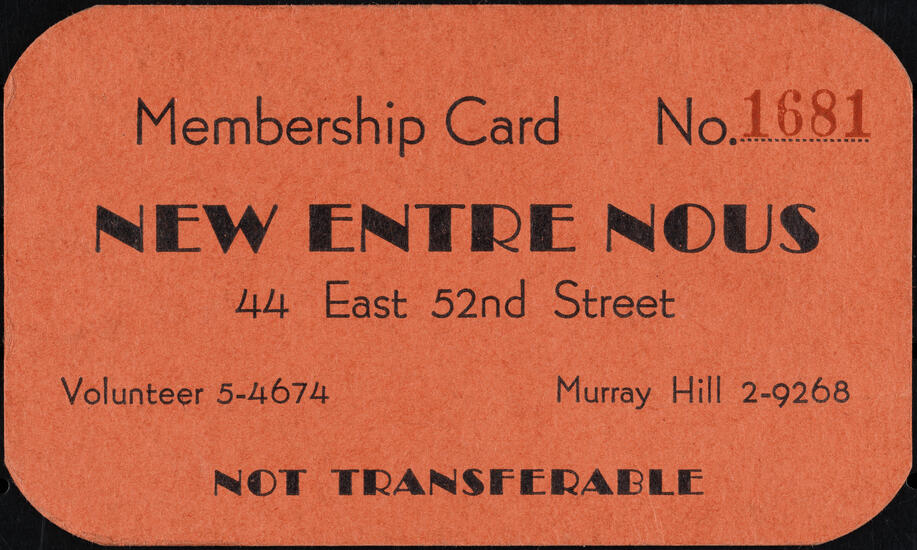 Membership Card No. 1681
NEW ENTRE NOUS
44 East 52nd Street
Volunteer 5-4674 Murray Hill 2-9268
NOT TRANSFERABLE